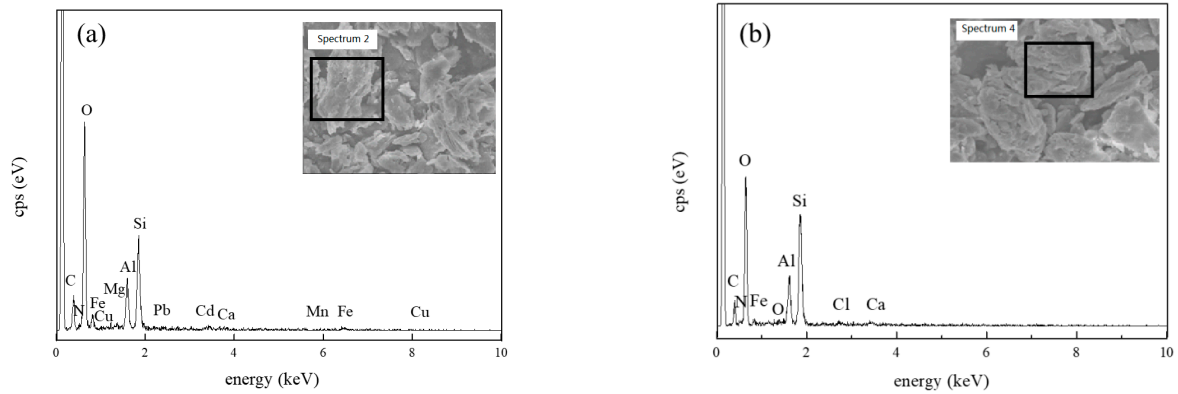 (a)
Spectrum 2
O
Si
Al
C
Mg
Fe
N
Cu
Pb
Cd
Ca
Mn
Fe
Cu
cps (eV)
0
2
4
6
8
10
energy (keV)
(b)
Spectrum 4
O
Si
Al
C
N
Fe
O
Cl
Ca
cps (eV)
0
2
4
6
8
10
energy (keV)